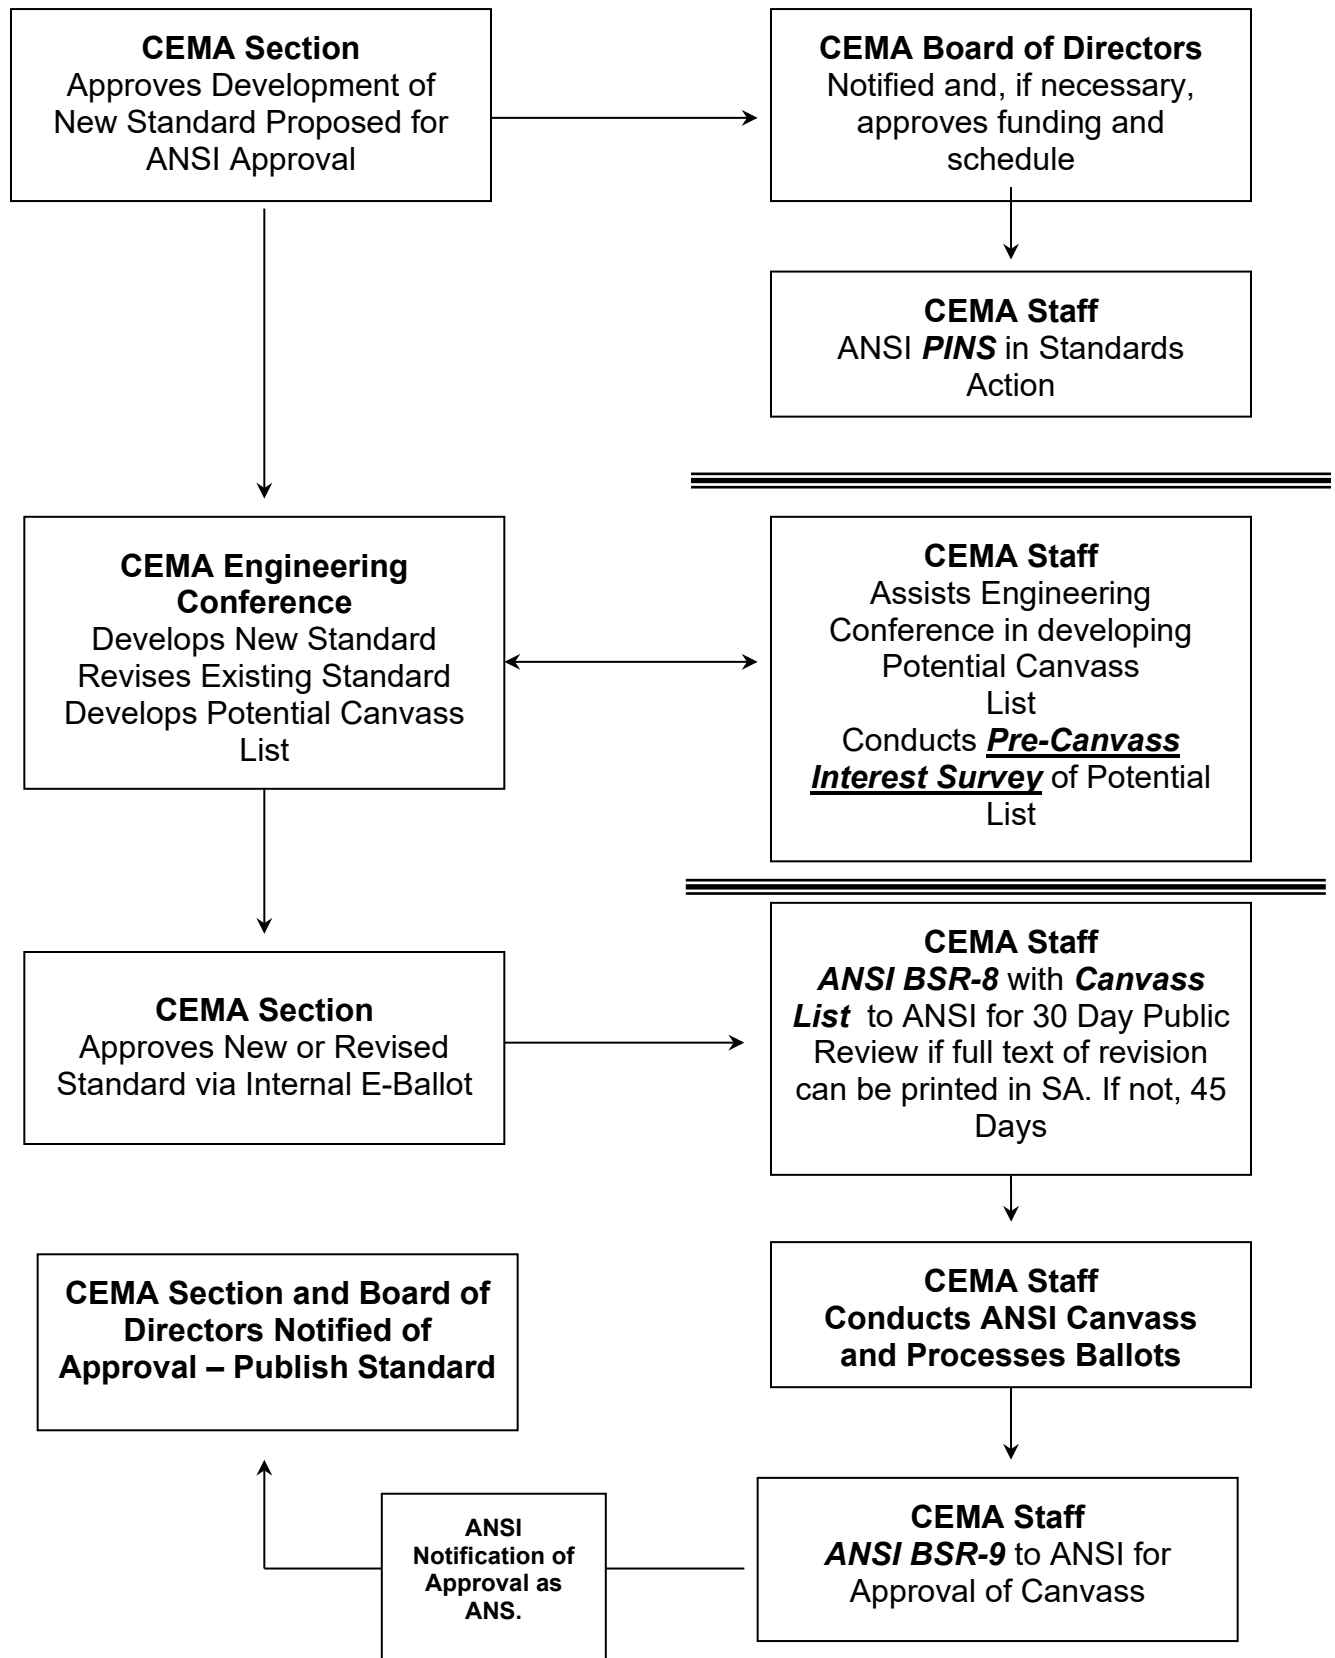 CEMA Section
Approves Development of
New Standard Proposed for
ANSI Approval
CEMA Board of Directors
Notified and, if necessary,
approves funding and
schedule
CEMA Staff
ANSI PINS in Standards
Action
CEMA Engineering
Conference
Develops New Standard
Revises Existing Standard
Develops Potential Canvass
List
CEMA Staff
Assists Engineering
Conference in developing
Potential Canvass
List
Conducts Pre-Canvass
Interest Survey of Potential
List
CEMA Section
Approves New or Revised
Standard via Internal E-Ballot
CEMA Staff
ANSI BSR-8 with Canvass
List to ANSI for 30 Day Public
Review if full text of revision
can be printed in SA. If not, 45
Days
CEMA Staff
Conducts ANSI Canvass
and Processes Ballots
CEMA Section and Board of
Directors Notified of
Approval – Publish Standard
CEMA Staff
ANSI BSR-9 to ANSI for
Approval of Canvass
ANSI
Notification of
Approval as
ANS.